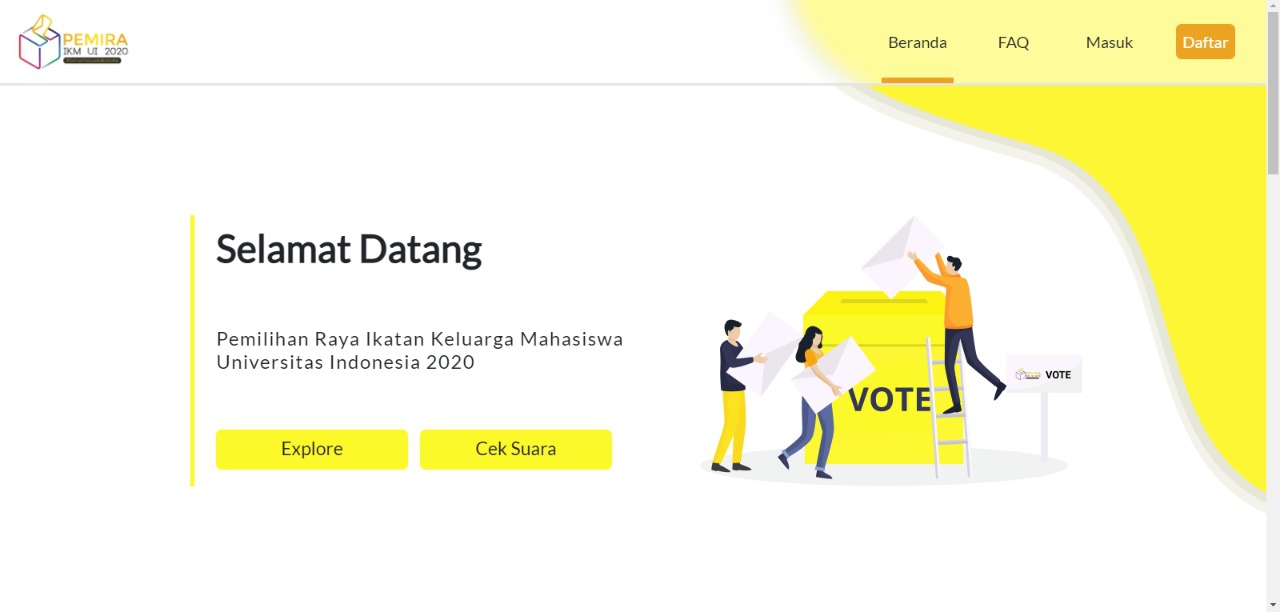 PEMIRA
IKM UI 2020
Beranda
FAQ
Masuk
Daftar
Selamat Datang
Pemilihan Raya Ikatan Keluarga Mahasiswa
Universitas Indonesia 2020
Explore
Cek Suara
VOTE
VOTE